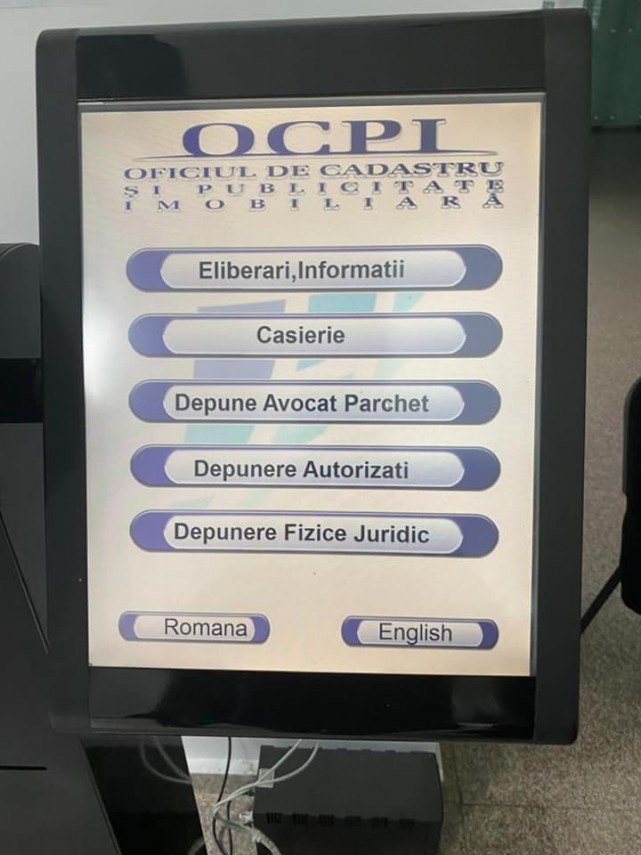 OCPI
OFICIUL DE CADASTRU
ȘI PUBLICITATE
IMOBILIARĂ
Eliberari,Informatii
Casierie
Depune Avocat Parchet
Depunere Autorizati
Depunere Fizice Juridic
Romana
English